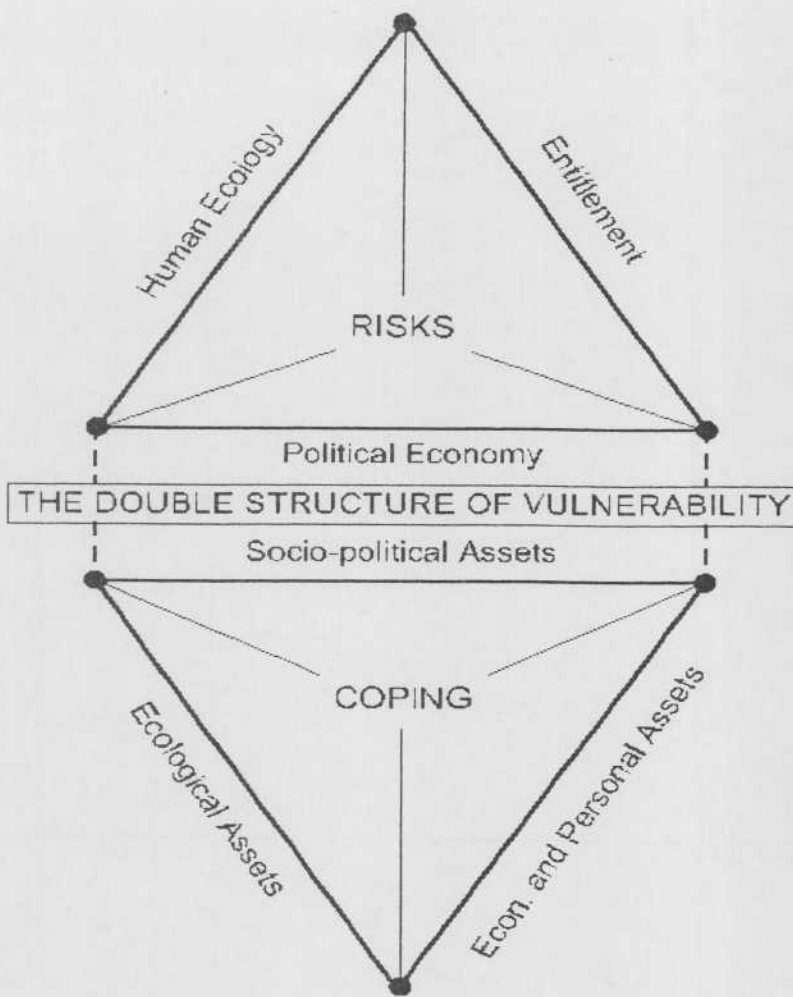 Human Ecology
Entitlement
RISKS
Political Economy
THE DOUBLE STRUCTURE OF VULNERABILITY
Socio-political Assets
COPING
Ecological Assets
Econ. and Personal Assets